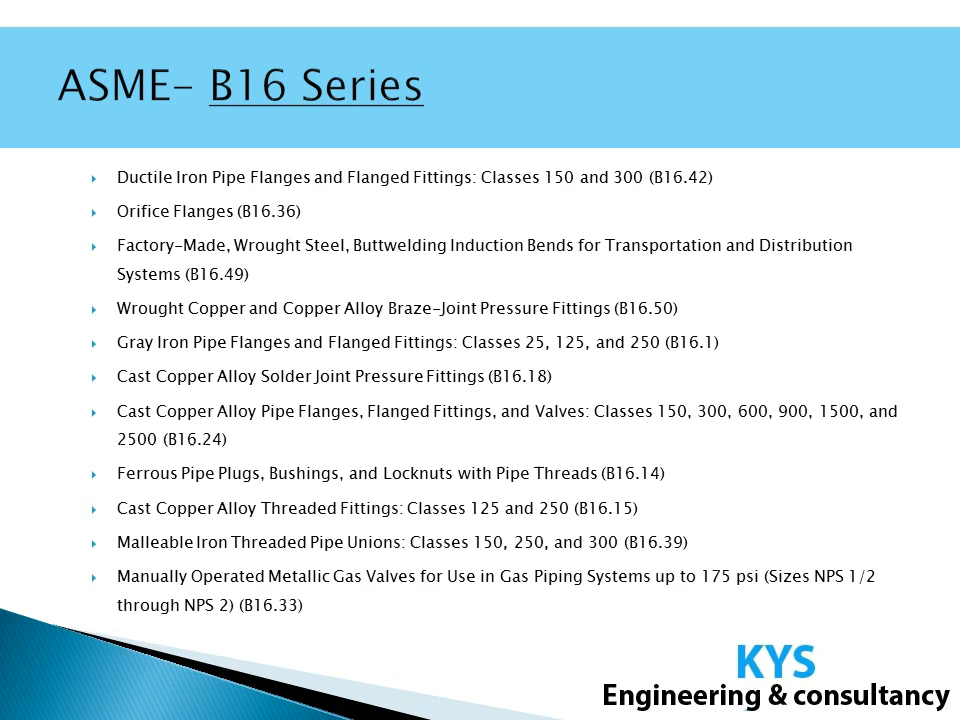 ASME- B16 Series
Ductile Iron Pipe Flanges and Flanged Fittings: Classes 150 and 300 (B16.42)
Orifice Flanges (B16.36)
Factory-Made, Wrought Steel, Buttwelding Induction Bends for Transportation and Distribution
Systems (B16.49)
Wrought Copper and Copper Alloy Braze-Joint Pressure Fittings (B16.50)
Gray Iron Pipe Flanges and Flanged Fittings: Classes 25, 125, and 250 (B16.1)
Cast Copper Alloy Solder Joint Pressure Fittings (B16.18)
Cast Copper Alloy Pipe Flanges, Flanged Fittings, and Valves: Classes 150, 300, 600, 900, 1500, and
2500 (B16.24)
Ferrous Pipe Plugs, Bushings, and Locknuts with Pipe Threads (B16.14)
Cast Copper Alloy Threaded Fittings: Classes 125 and 250 (B16.15)
Malleable Iron Threaded Pipe Unions: Classes 150, 250, and 300 (B16.39)
Manually Operated Metallic Gas Valves for Use in Gas Piping Systems up to 175 psi (Sizes NPS 1/2
through NPS 2) (B16.33)
KYS
Engineering & consultancy